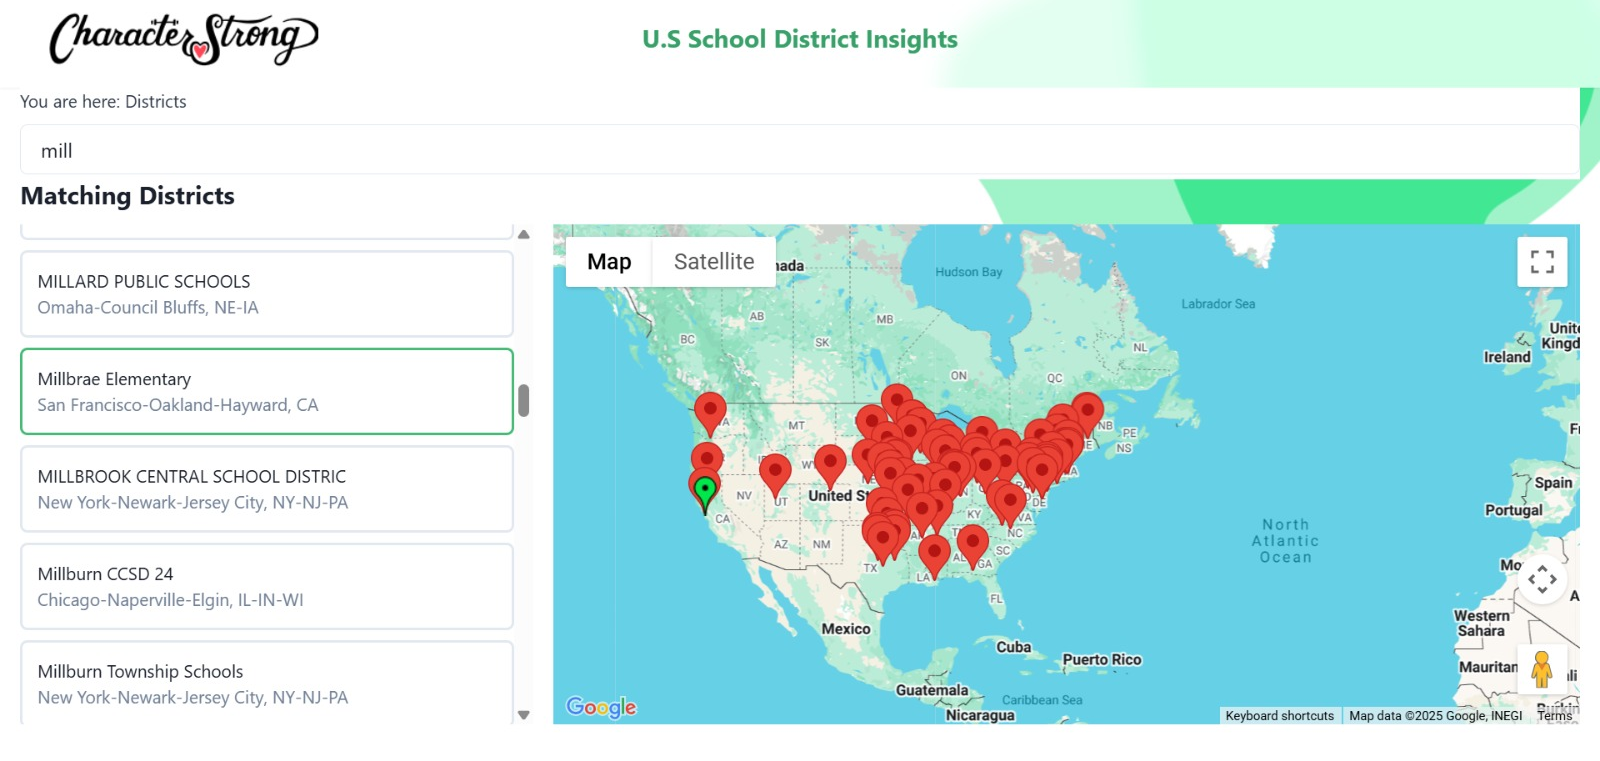 Character Strong
U.S School District Insights
You are here: Districts
mill
Matching Districts
MILLARD PUBLIC SCHOOLS
Omaha-Council Bluffs, NE-IA
Millbrae Elementary
San Francisco-Oakland-Hayward, CA
MILLBROOK CENTRAL SCHOOL DISTRIC
New York-Newark-Jersey City, NY-NJ-PA
Millburn CCSD 24
Chicago-Naperville-Elgin, IL-IN-WI
Millburn Township Schools
New York-Newark-Jersey City, NY-NJ-PA
Map
Satellite
nada
Hudson Bay
Labrador Sea
AB
MB
BC
SK
NL
ON
QC
Unite
Kingd
Ireland
MT
NB
PE
NS
WY
NV
UT
United St
CA
KY
DE
VA
NC
AZ
NM
TX
LA
AL
GA
SC
FL
North
Atlantic
Ocean
Spain
Portugal
Mexico
Cuba
Puerto Rico
Guatemala
Caribbean Sea
Nicaragua
Mo
Western
Sahara
Mauritan
Google
Keyboard shortcuts
Map data ©2025 Google, INEGI
Terms